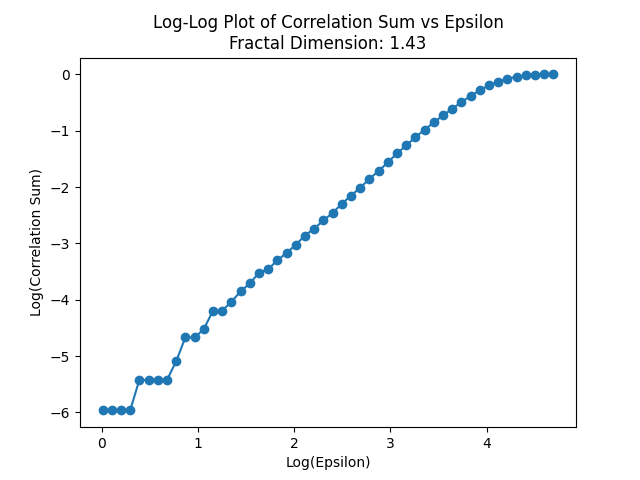 Log-Log Plot of Correlation Sum vs Epsilon
Fractal Dimension: 1.43
0
−1
−2
−3
−4
−5
−6
Log(Correlation Sum)
0 1 2 3 4
Log(Epsilon)